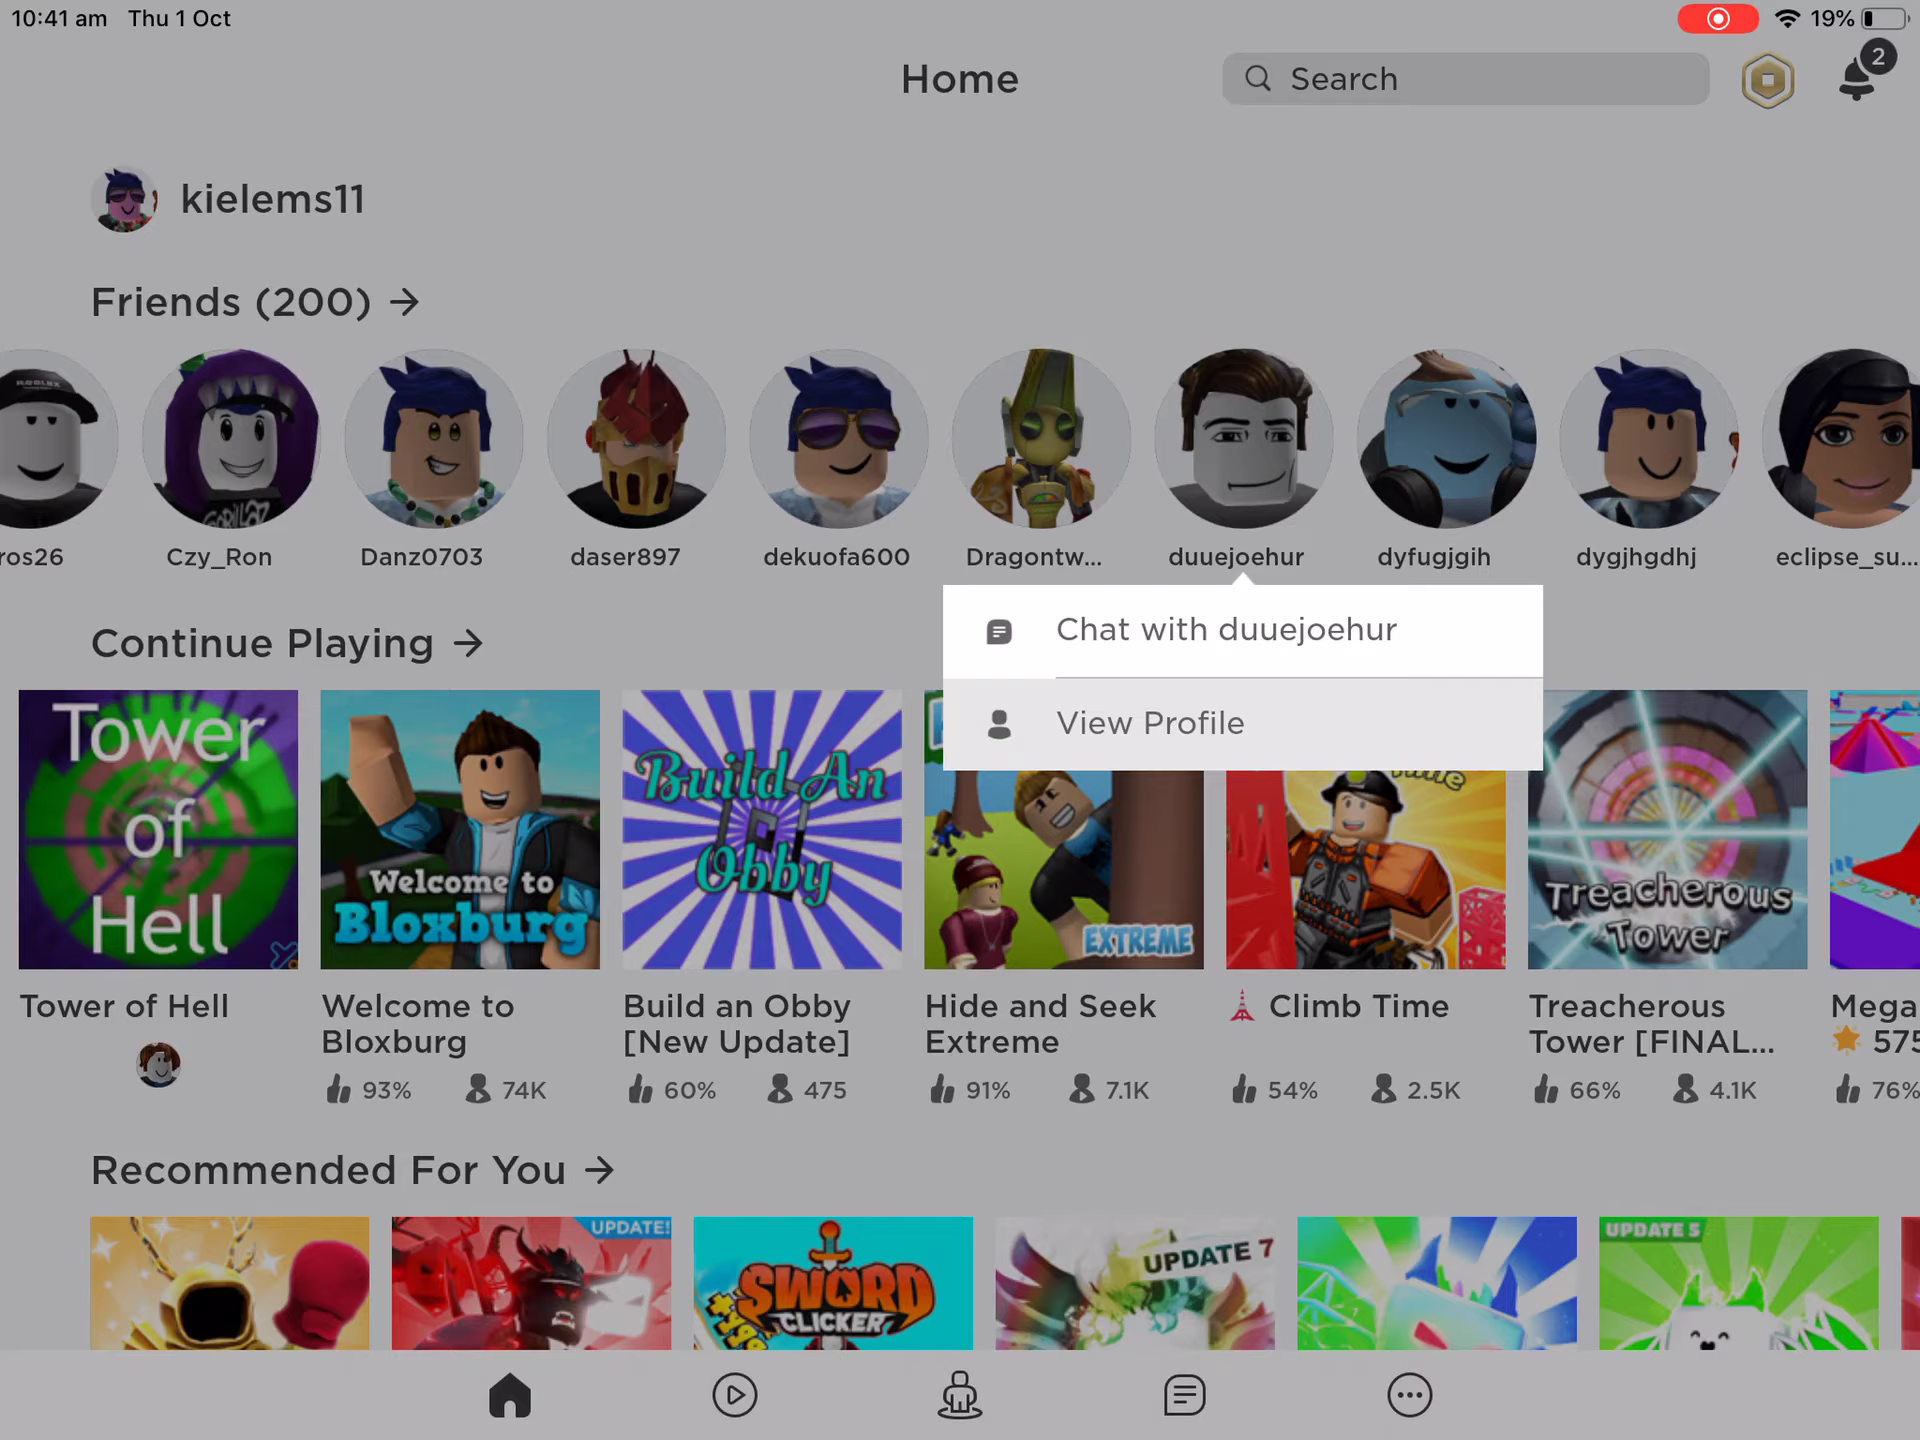 10:41 am Thu 1 Oct
19%
Home
Search
2
kielems11
Friends (200) →
ROBLOX
GORILLAZ
ros26 Czy_Ron Danz0703 daser897 dekuofa600 Dragontw... duuejoehur dyfugjgih dygjhgdhj eclipse_su...
Chat with duuejoehur
View Profile
Continue Playing →
Tower
of
Hell
Welcome to
Bloxburg
Build An
Obby
EXTREME
Time
Treacherous
Tower
Tower of Hell
Welcome to
Bloxburg
93% 74K
Build an Obby
[New Update]
60% 475
Hide and Seek
Extreme
91% 7.1K
Climb Time
54% 2.5K
Treacherous
Tower [FINAL...
66% 4.1K
Mega
575
76%
Recommended For You →
UPDATE!
SWORD
CLICKER
UPDATE 7
UPDATE 5